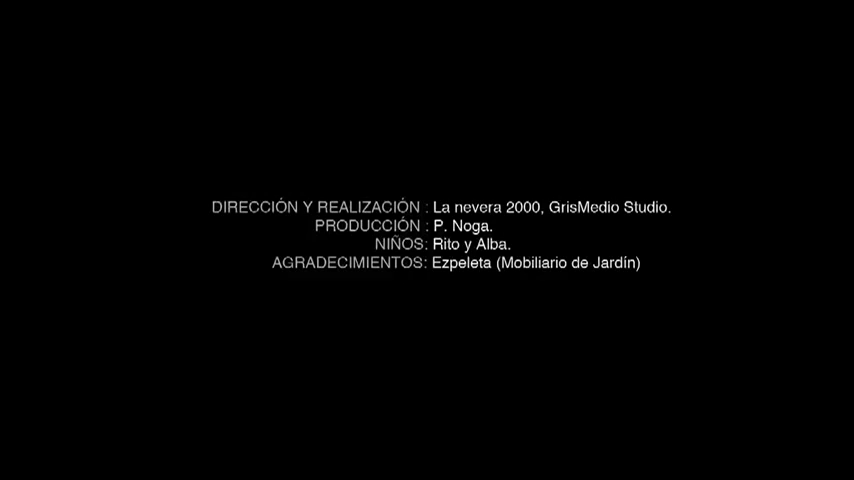 DIRECCIÓN Y REALIZACIÓN : La nevera 2000, GrisMedio Studio.
PRODUCCIÓN : P. Noga.
NIÑOS: Rito y Alba.
AGRADECIMIENTOS: Ezpeleta (Mobiliario de Jardín)